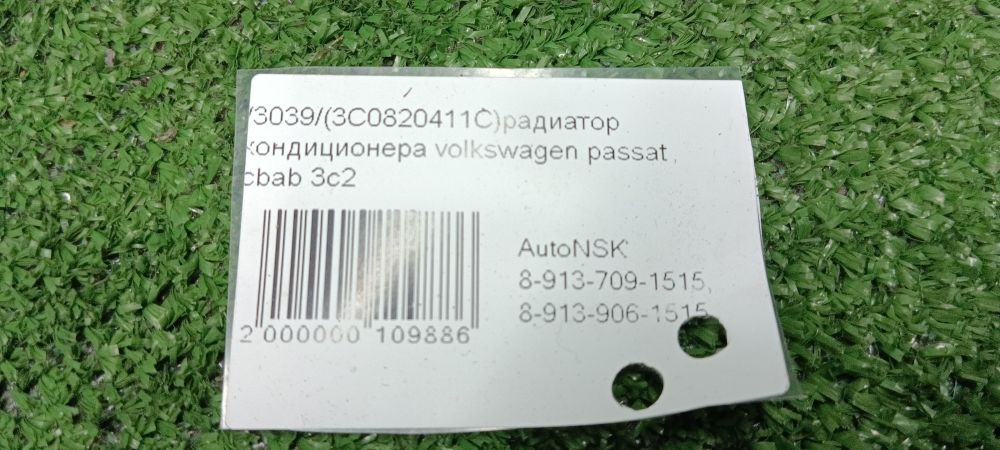 /3039/(3C0820411C)радиатор
кондиционера volkswagen passat,
cbab 3c2
AutoNSK
8-913-709-1515,
8-913-906-1515
2 000000 109886